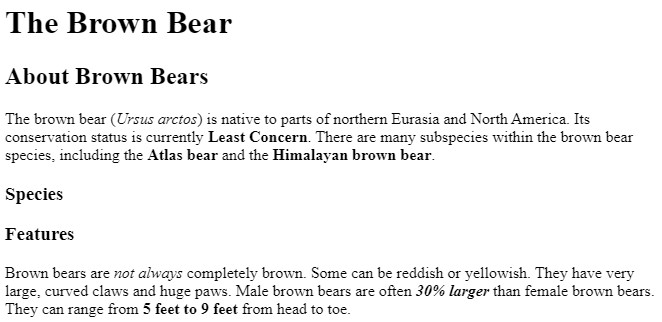 The Brown Bear
About Brown Bears
The brown bear (Ursus arctos) is native to parts of northern Eurasia and North America. Its
conservation status is currently Least Concern. There are many subspecies within the brown bear
species, including the Atlas bear and the Himalayan brown bear.
Species
Features
Brown bears are not always completely brown. Some can be reddish or yellowish. They have very
large, curved claws and huge paws. Male brown bears are often 30% larger than female brown bears.
They can range from 5 feet to 9 feet from head to toe.